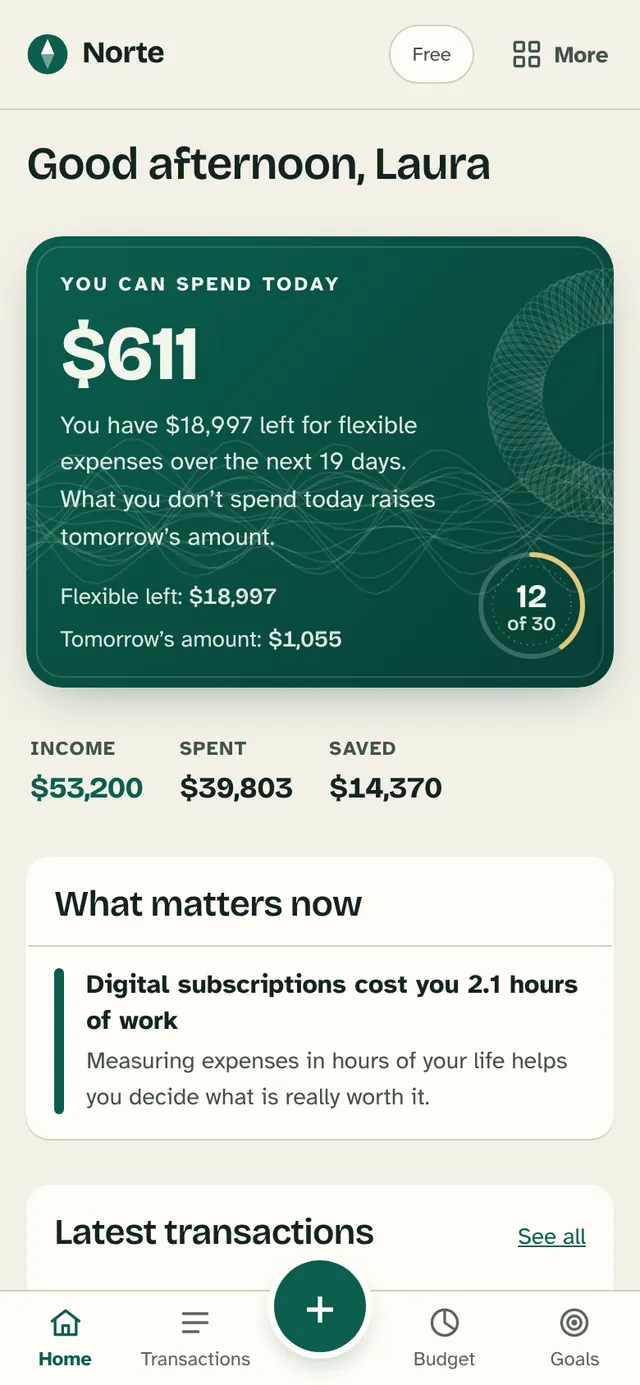 Norte
Free
More
Good afternoon, Laura
YOU CAN SPEND TODAY
$611
You have $18,997 left for flexible
expenses over the next 19 days.
What you don’t spend today raises
tomorrow’s amount.
Flexible left: $18,997
Tomorrow’s amount: $1,055
12
of 30
INCOME
SPENT
SAVED
$53,200
$39,803
$14,370
What matters now
Digital subscriptions cost you 2.1 hours
of work
Measuring expenses in hours of your life helps
you decide what is really worth it.
Latest transactions
See all
+
Home
Transactions
Budget
Goals